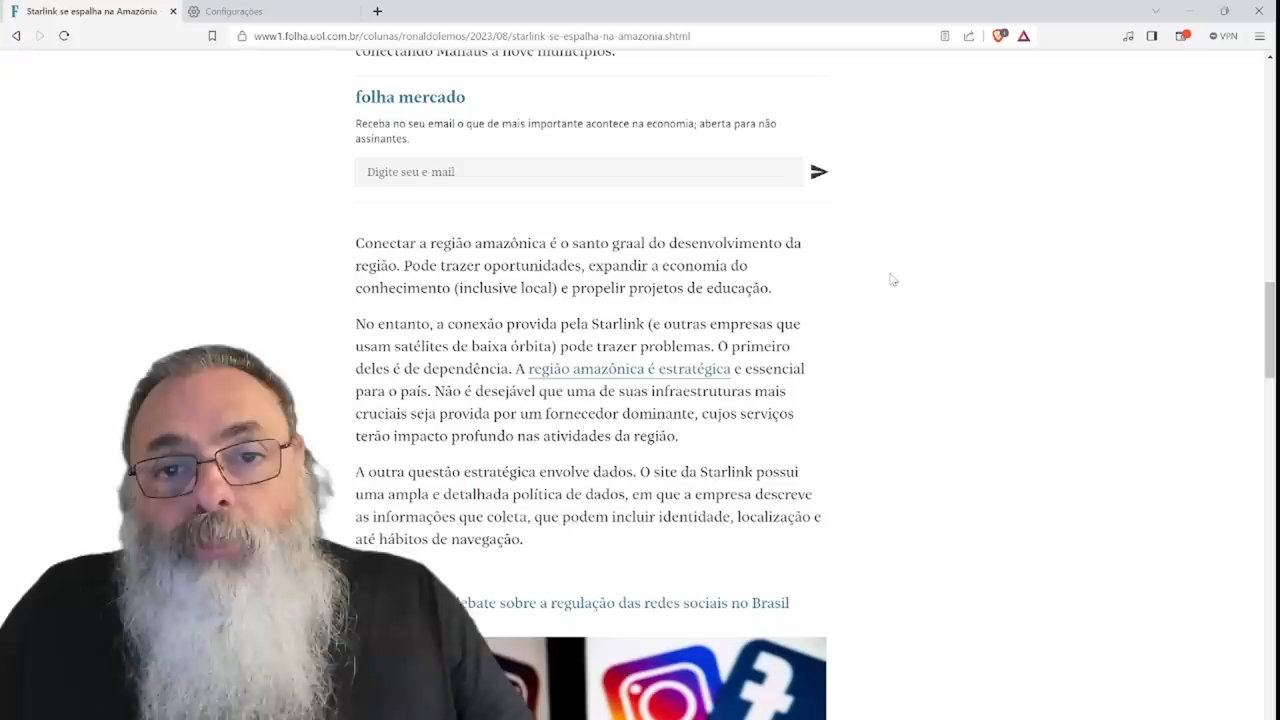 Starlink se espalha na Amazônia
Configurações
www1.folha.uol.com.br/colunas/ronaldolemos/2023/08/starlink-se-espalha-na-amazonia.shtml
VPN
conectando Manaus a nove municípios.
folha mercado
Receba no seu email o que de mais importante acontece na economia; aberta para não
assinantes.
Digite seu e-mail
Conectar a região amazônica é o santo graal do desenvolvimento da
região. Pode trazer oportunidades, expandir a economia do
conhecimento (inclusive local) e propelir projetos de educação.
No entanto, a conexão provida pela Starlink (e outras empresas que
usam satélites de baixa órbita) pode trazer problemas. O primeiro
deles é de dependência. A região amazônica é estratégica e essencial
para o país. Não é desejável que uma de suas infraestruturas mais
cruciais seja provida por um fornecedor dominante, cujos serviços
terão impacto profundo nas atividades da região.
A outra questão estratégica envolve dados. O site da Starlink possui
uma ampla e detalhada política de dados, em que a empresa descreve
as informações que coleta, que podem incluir identidade, localização e
até hábitos de navegação.
ebate sobre a regulação das redes sociais no Brasil